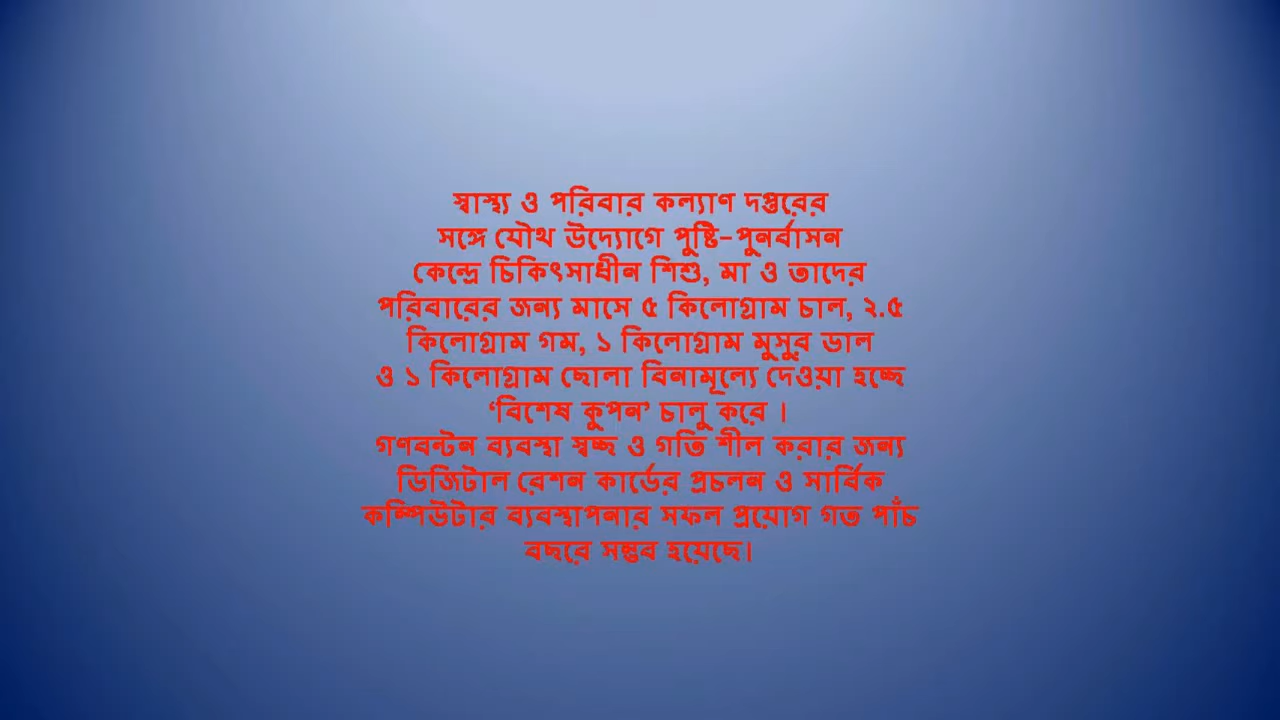 স্বাস্থ্য ও পরিবার কল্যাণ দপ্তরের
সঙ্গে যৌথ উদ্যোগে পুষ্টি-পুনর্বাসন
কেন্দ্রে চিকিৎসাধীন শিশু, মা ও তাদের
পরিবারের জন্য মাসে ৫ কিলোগ্রাম চাল, ২.৫
কিলোগ্রাম গম, ১ কিলোগ্রাম মুসুর ডাল
ও ১ কিলোগ্রাম ছোলা বিনামূল্যে দেওয়া হচ্ছে
‘বিশেষ কুপন’ চালু করে ।
গণবন্টন ব্যবস্থা স্বচ্ছ ও গতি শীল করার জন্য
ডিজিটাল রেশন কার্ডের প্রচলন ও সার্বিক
কম্পিউটার ব্যবস্থাপনার সফল প্রয়োগ গত পাঁচ
বছরে সম্ভব হয়েছে।